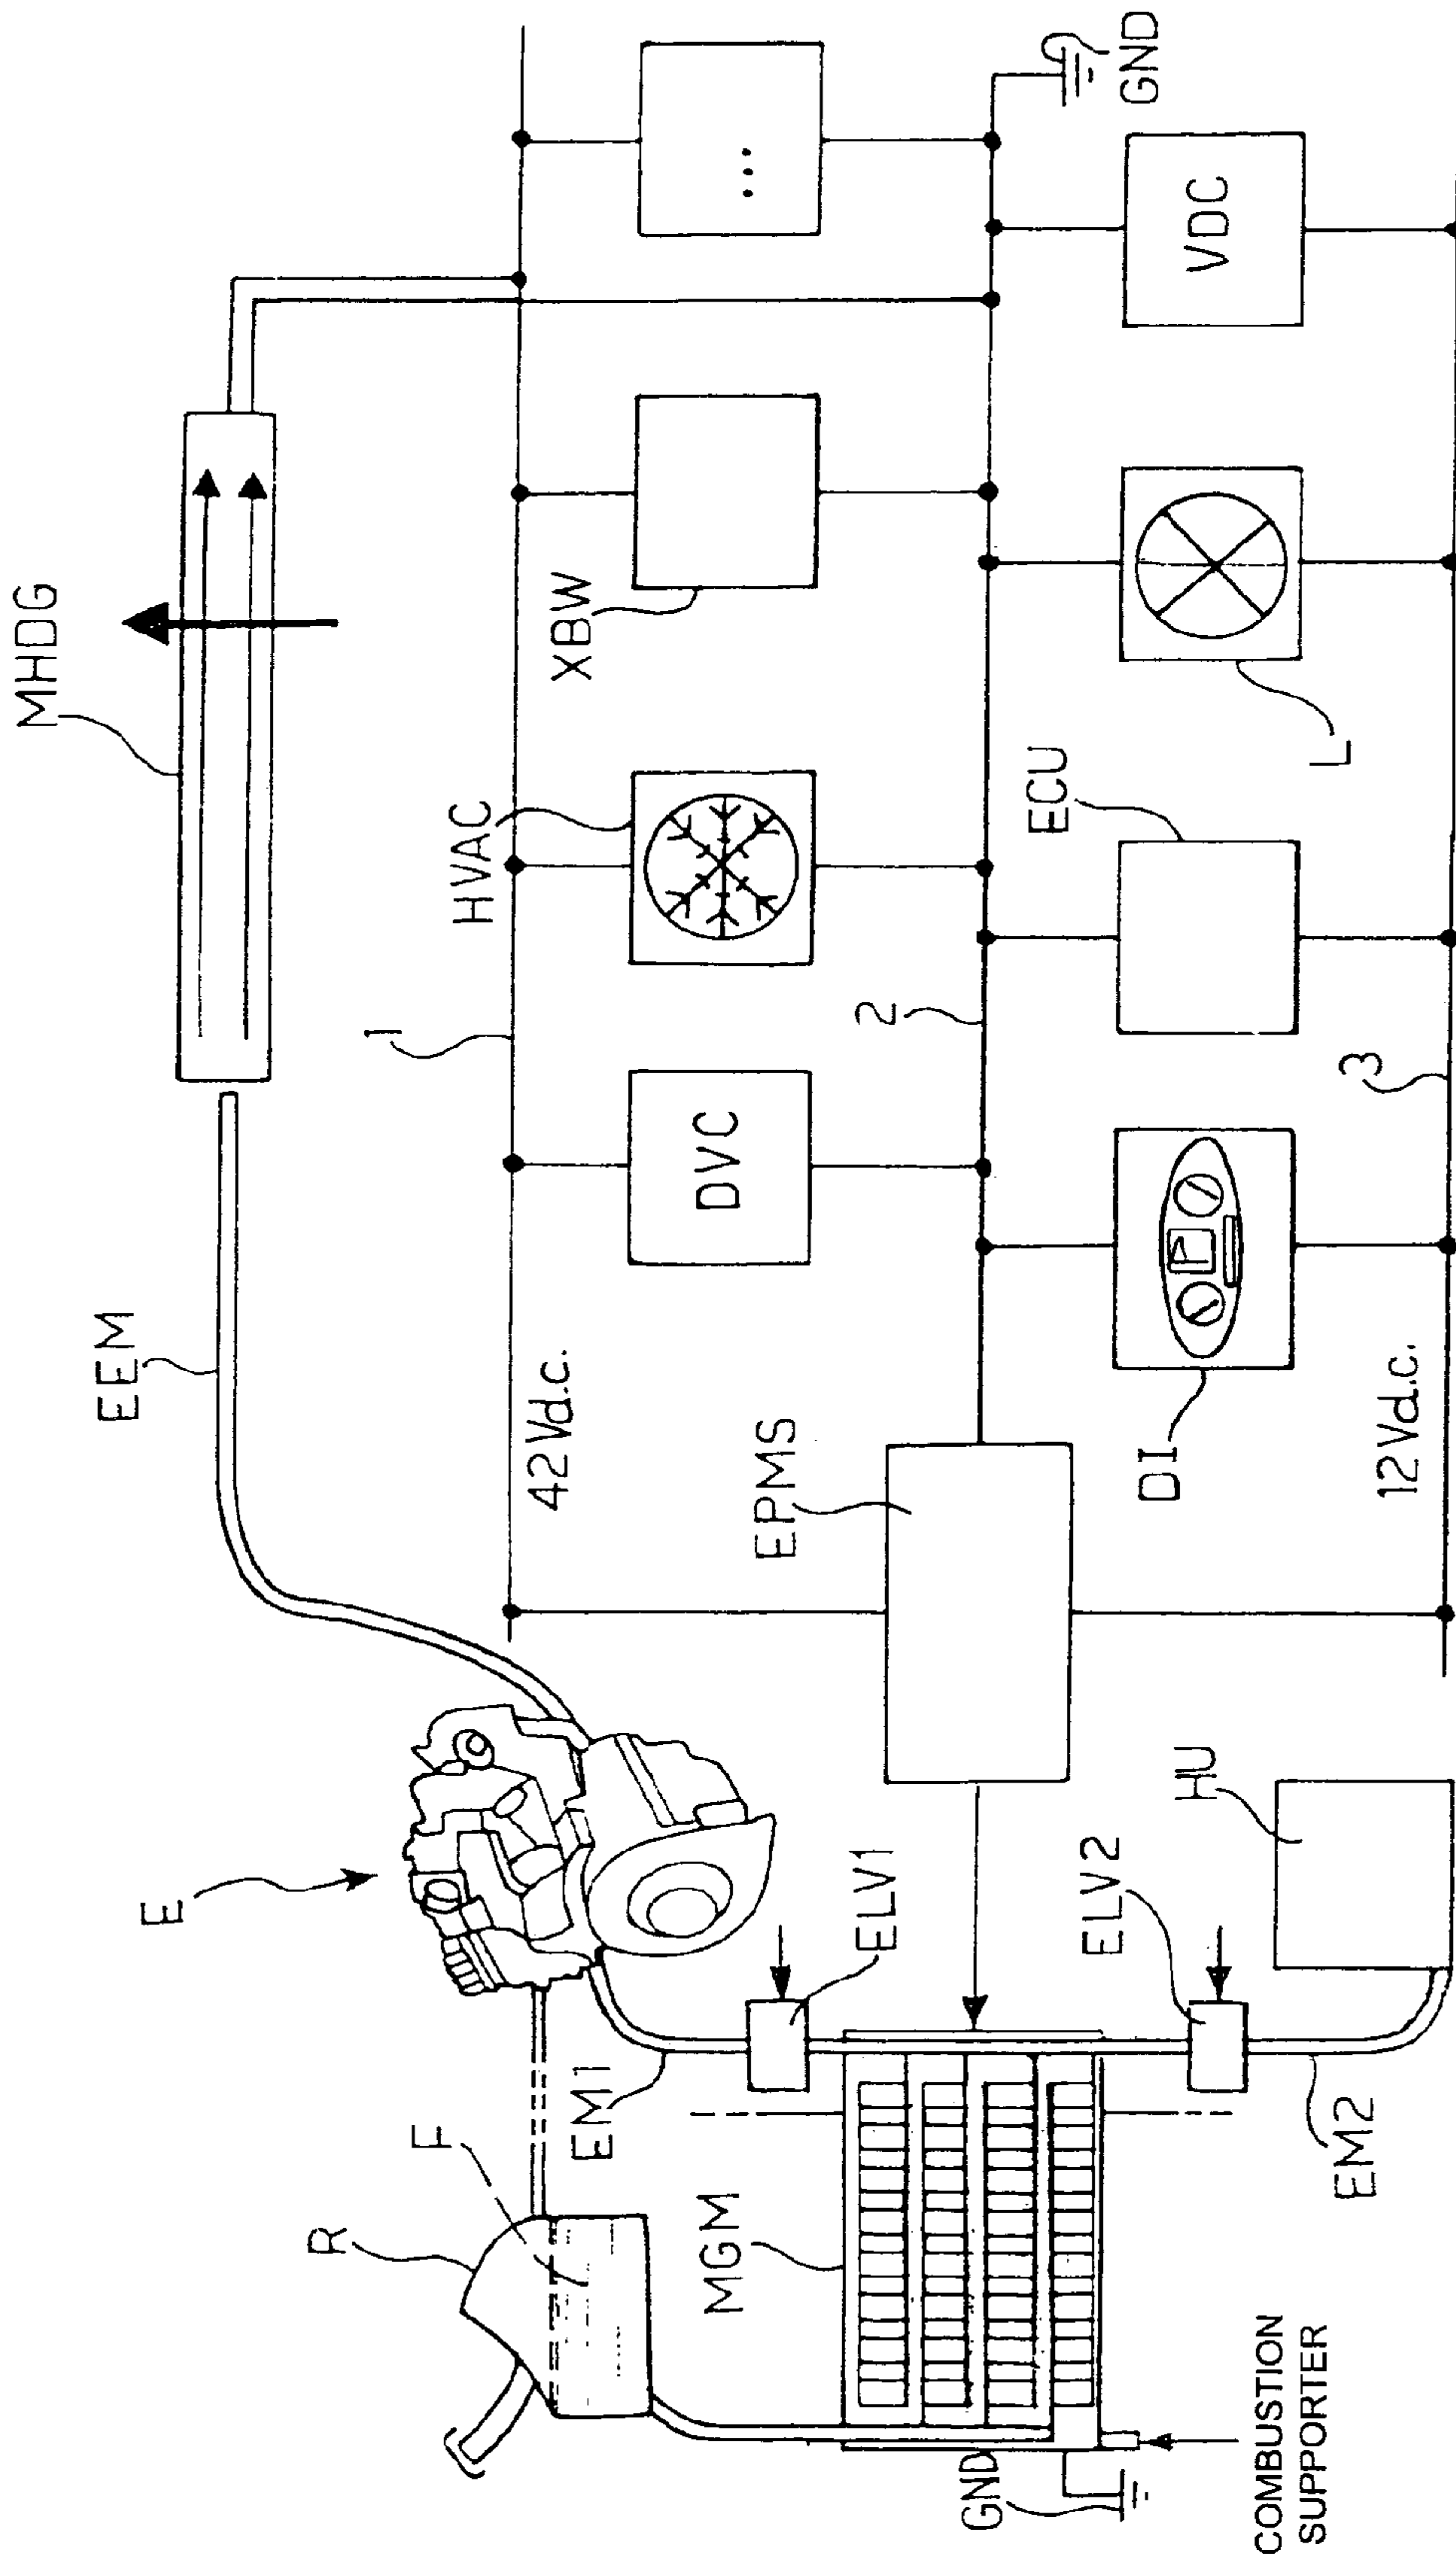 MHDG
EEM
E
R
F
1
42Vd.c.
HVAC
XBW
DVC
...
EM1
ELV1
MGM
EPMS
2
GND
ECU
L
VDC
DI
12Vd.c.
3
HU
ELV2
EM2
GND
COMBUSTION
SUPPORTER